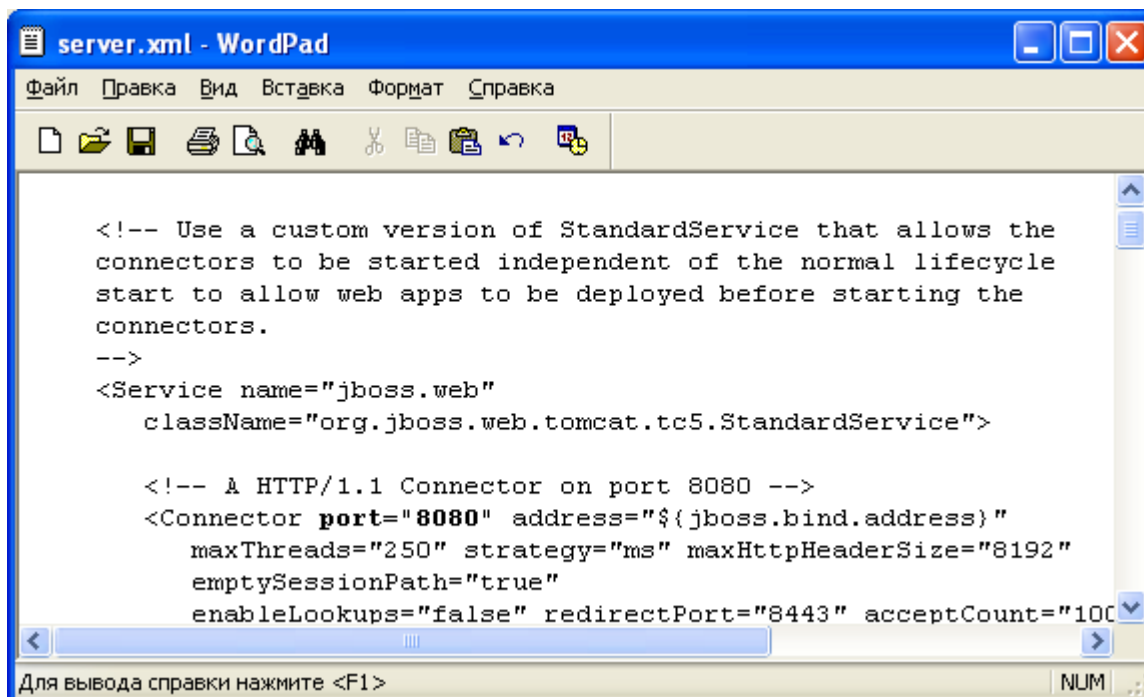 server.xml - WordPad
Файл Правка Вид Вставка Формат Справка
<!-- Use a custom version of StandardService that allows the
connectors to be started independent of the normal lifecycle
start to allow web apps to be deployed before starting the
connectors.
-->
<Service name="jboss.web"
className="org.jboss.web.tomcat.tc5.StandardService">
<!-- A HTTP/1.1 Connector on port 8080 -->
<Connector port="8080" address="${jboss.bind.address}"
maxThreads="250" strategy="ms" maxHttpHeaderSize="8192"
emptySessionPath="true"
enableLookups="false" redirectPort="8443" acceptCount="100
Для вывода справки нажмите <F1> NUM